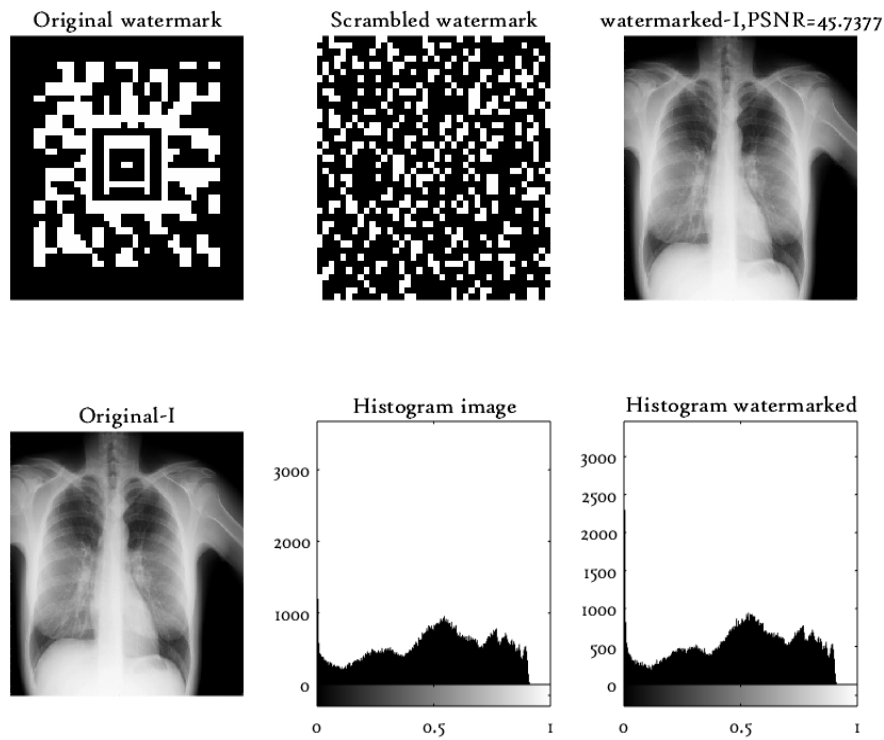 Original watermark
Scrambled watermark
watermarked-I,PSNR=45.7377
Original-I
Histogram image
Histogram watermarked
3000
2000
1000
0
0
0.5
1
3000
2500
2000
1500
1000
500
0
0
0.5
1